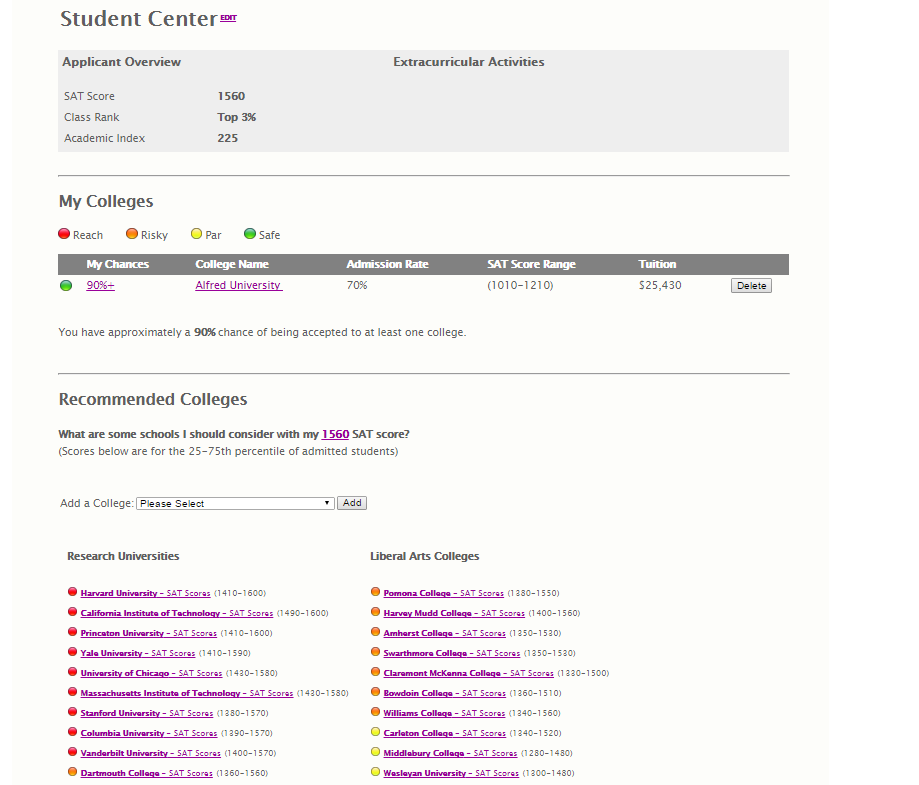 Student Center EDIT
Applicant Overview Extracurricular Activities
SAT Score 1560
Class Rank Top 3%
Academic Index 225
My Colleges
Reach Risky Par Safe
My Chances College Name Admission Rate SAT Score Range Tuition
90%+ Alfred University 70% (1010-1210) $25,430 Delete
You have approximately a 90% chance of being accepted to at least one college.
Recommended Colleges
What are some schools I should consider with my 1560 SAT score?
(Scores below are for the 25-75th percentile of admitted students)
Add a College: Please Select Add
Research Universities Liberal Arts Colleges
Harvard University - SAT Scores (1410-1600) Pomona College - SAT Scores (1380-1550)
California Institute of Technology - SAT Scores (1490-1600) Harvey Mudd College - SAT Scores (1400-1560)
Princeton University - SAT Scores (1410-1600) Amherst College - SAT Scores (1350-1530)
Yale University - SAT Scores (1410-1590) Swarthmore College - SAT Scores (1350-1530)
University of Chicago - SAT Scores (1430-1580) Claremont McKenna College - SAT Scores (1330-1500)
Massachusetts Institute of Technology - SAT Scores (1430-1580) Bowdoin College - SAT Scores (1360-1510)
Stanford University - SAT Scores (1380-1570) Williams College - SAT Scores (1340-1560)
Columbia University - SAT Scores (1390-1570) Carleton College - SAT Scores (1340-1520)
Vanderbilt University - SAT Scores (1400-1570) Middlebury College - SAT Scores (1280-1480)
Dartmouth College - SAT Scores (1360-1560) Wesleyan University - SAT Scores (1300-1480)